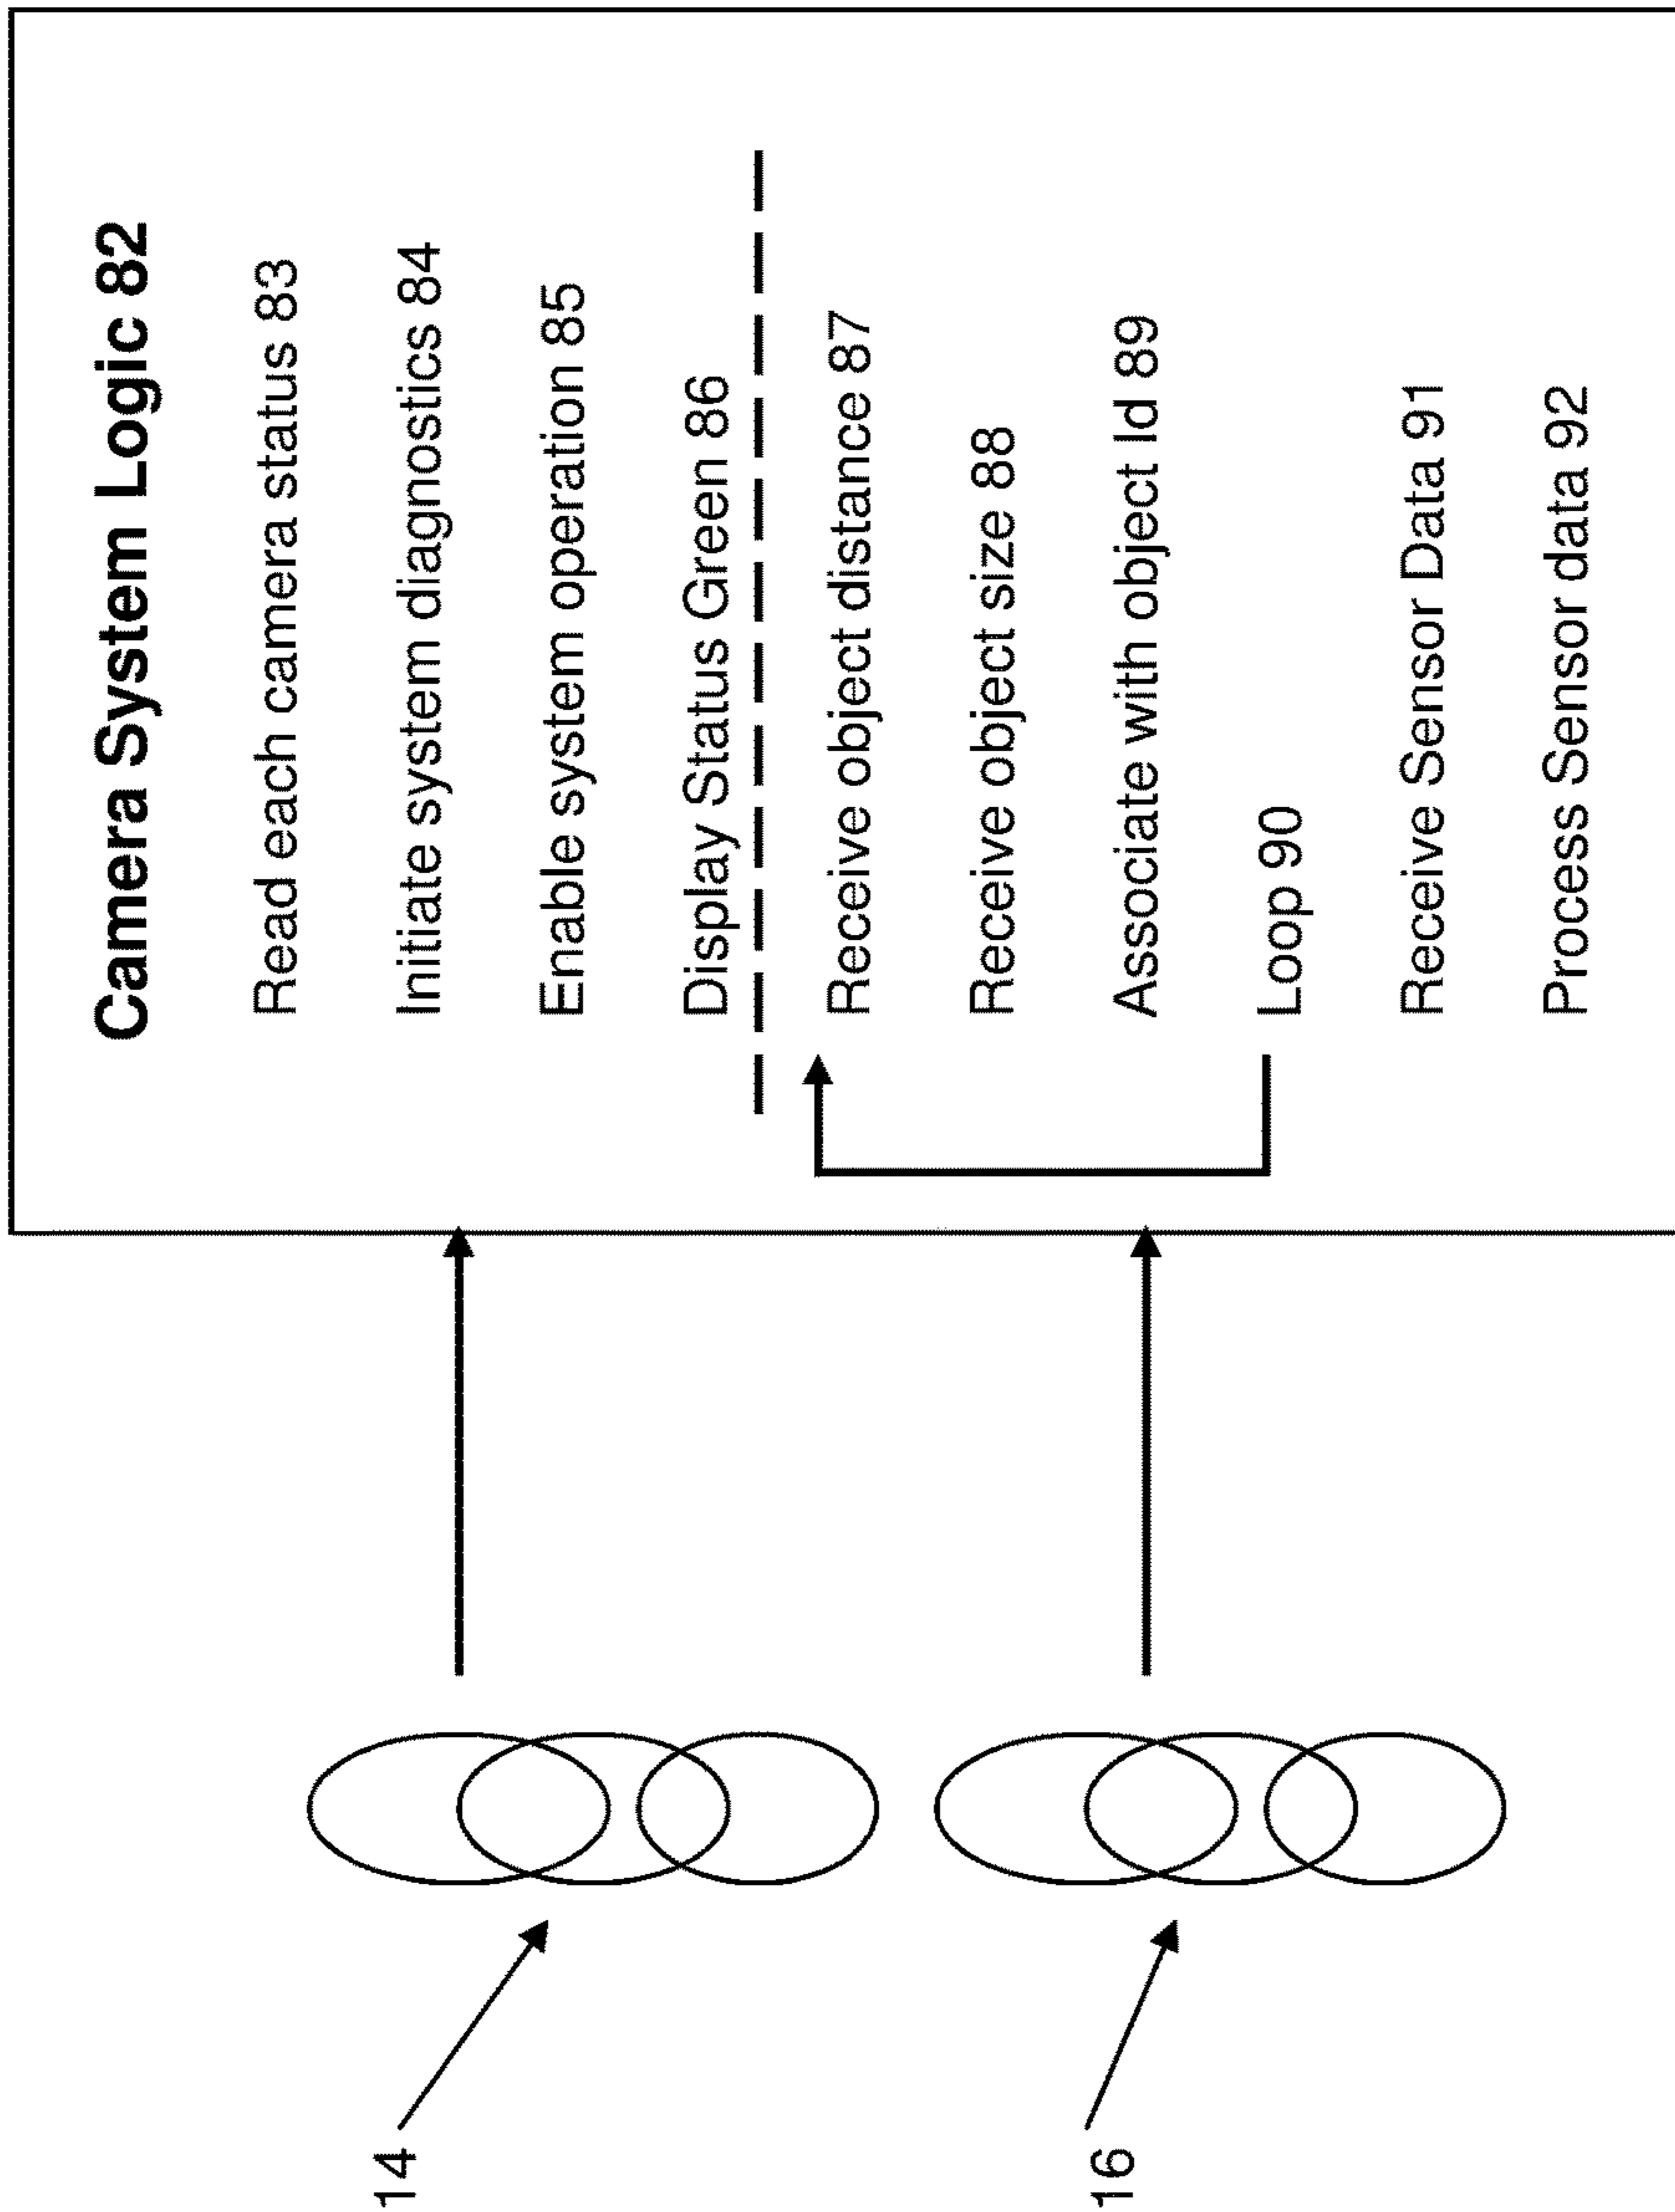 Camera System Logic 82
Read each camera status 83
Initiate system diagnostics 84
Enable system operation 85
Display Status Green 86
Receive object distance 87
Receive object size 88
Associate with object Id 89
Loop 90
Receive Sensor Data 91
Process Sensor data 92
14
16